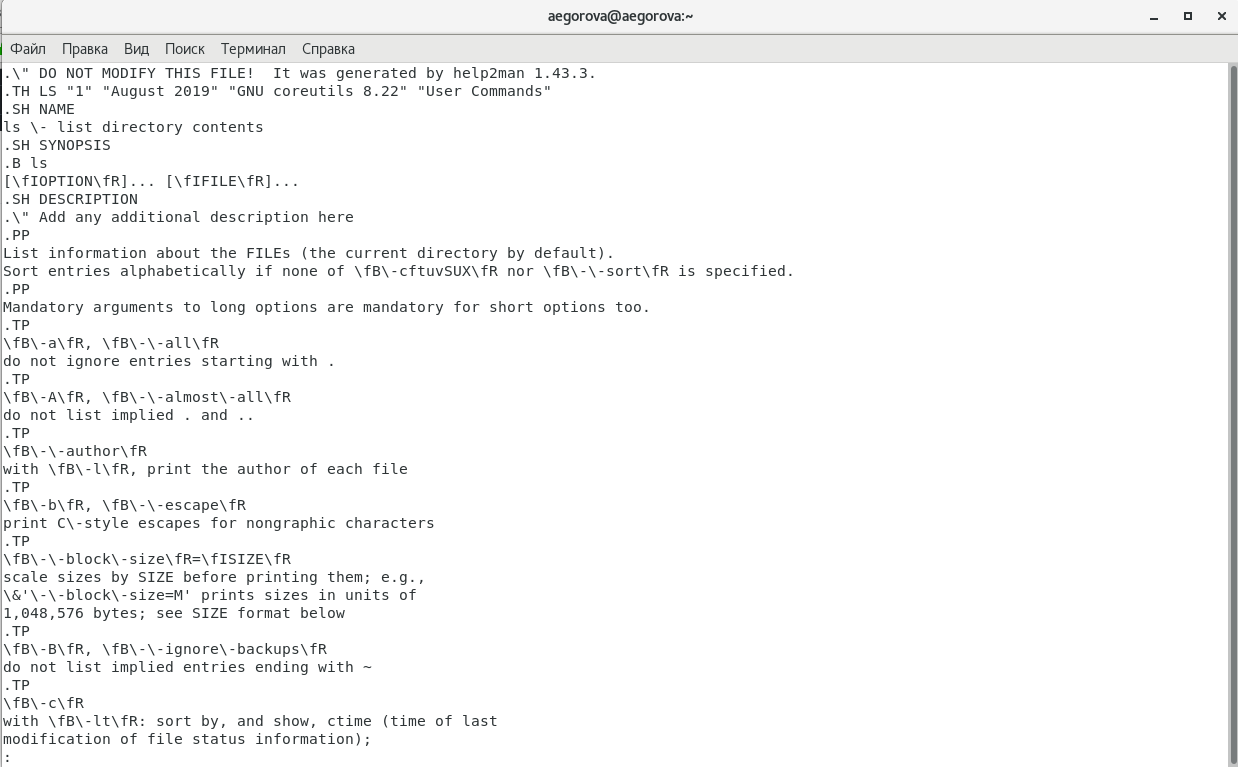 aegorova@aegorova:~
Файл Правка Вид Поиск Терминал Справка
.\" DO NOT MODIFY THIS FILE!  It was generated by help2man 1.43.3.
.TH LS "1" "August 2019" "GNU coreutils 8.22" "User Commands"
.SH NAME
ls \- list directory contents
.SH SYNOPSIS
.B ls
[\fIOPTION\fR]... [\fIFILE\fR]...
.SH DESCRIPTION
.\" Add any additional description here
.PP
List information about the FILEs (the current directory by default).
Sort entries alphabetically if none of \fB\-cftuvSUX\fR nor \fB\-\-sort\fR is specified.
.PP
Mandatory arguments to long options are mandatory for short options too.
.TP
\fB\-a\fR, \fB\-\-all\fR
do not ignore entries starting with .
.TP
\fB\-A\fR, \fB\-\-almost\-all\fR
do not list implied . and ..
.TP
\fB\-\-author\fR
with \fB\-l\fR, print the author of each file
.TP
\fB\-b\fR, \fB\-\-escape\fR
print C\-style escapes for nongraphic characters
.TP
\fB\-\-block\-size\fR=\fISIZE\fR
scale sizes by SIZE before printing them; e.g.,
\&'\-\-block\-size=M' prints sizes in units of
1,048,576 bytes; see SIZE format below
.TP
\fB\-B\fR, \fB\-\-ignore\-backups\fR
do not list implied entries ending with ~
.TP
\fB\-c\fR
with \fB\-lt\fR: sort by, and show, ctime (time of last
modification of file status information);
: